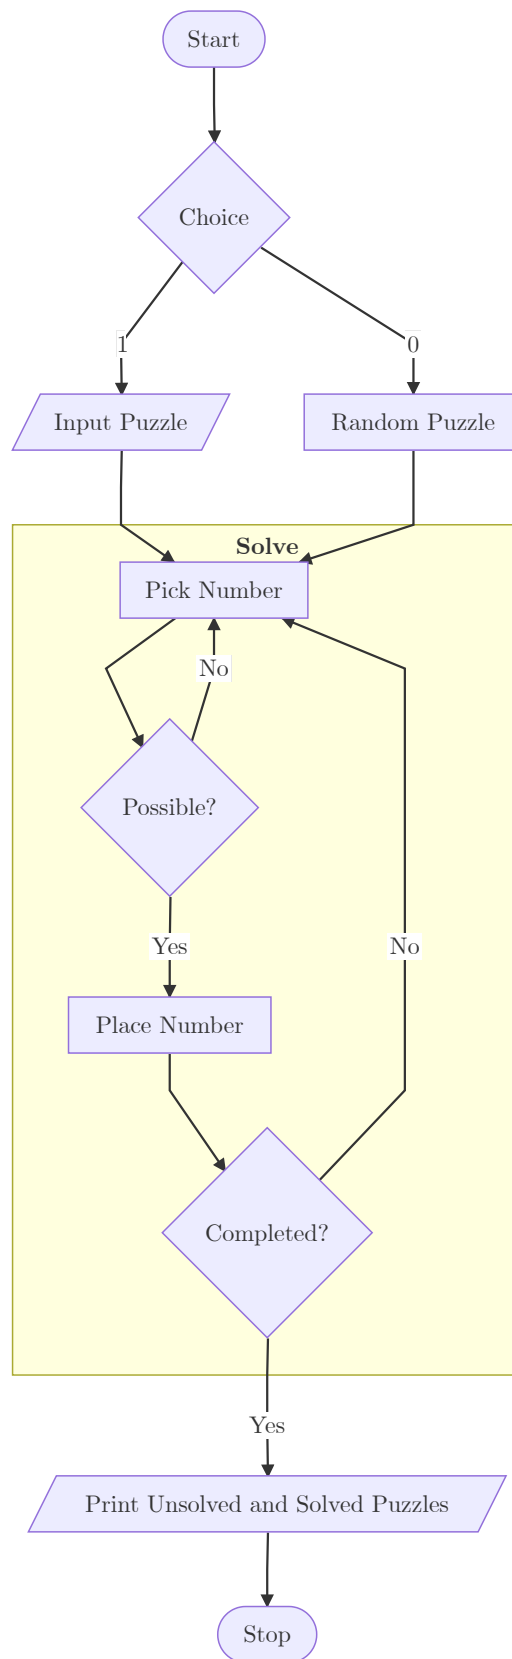 Start
Choice
1
0
Input Puzzle
Random Puzzle
Solve
Pick Number
No
Possible?
Yes
No
Place Number
Completed?
Yes
Print Unsolved and Solved Puzzles
Stop